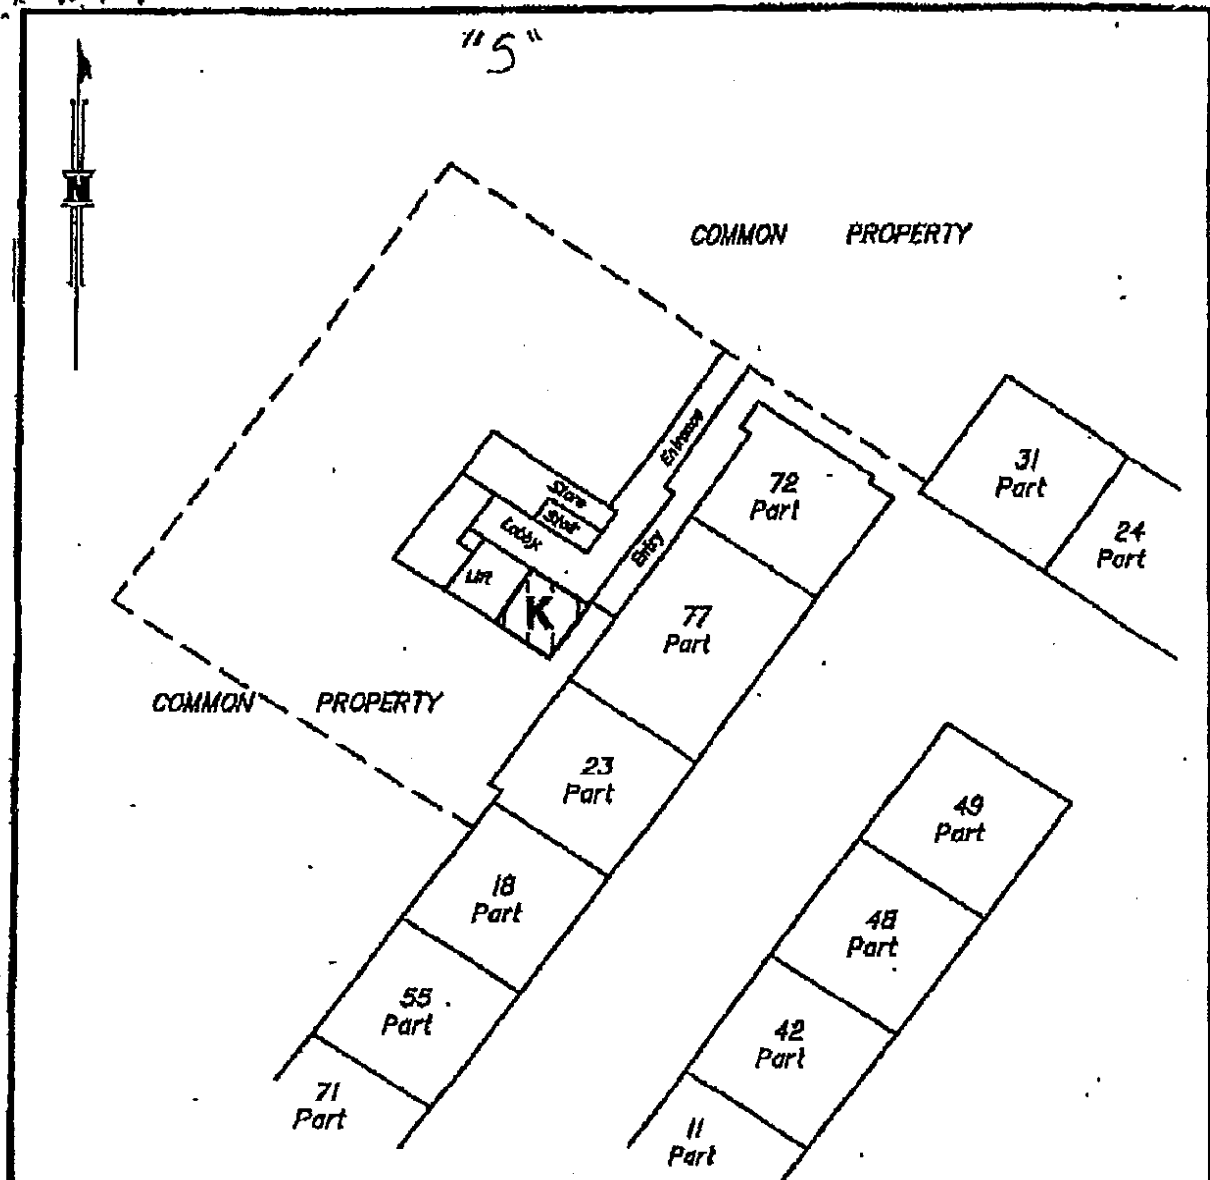 "S"
N
COMMON PROPERTY
Entrance
31
Part
72
Part
Store
Stair
Lobby
24
Part
Entry
Lift
K
77
Part
COMMON PROPERTY
23
Part
49
Part
18
Part
48
Part
55
Part
42
Part
71
Part
11
Part